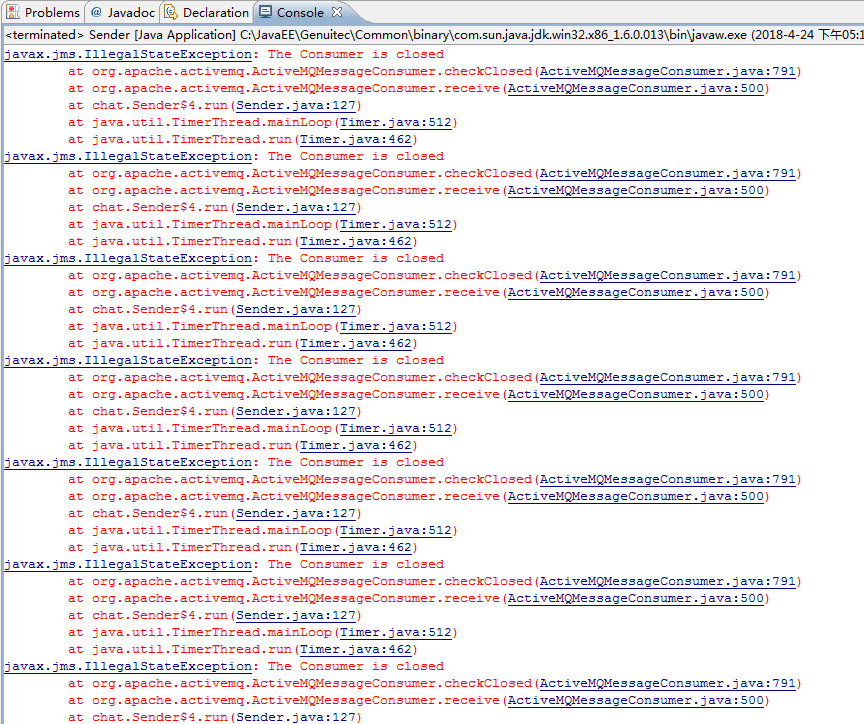 Problems @ Javadoc Declaration Console
<terminated> Sender [Java Application] C:\JavaEE\Genuitec\Common\binary\com.sun.java.jdk.win32.x86_1.6.0.013\bin\javaw.exe (2018-4-24 下午05:1
javax.jms.IllegalStateException: The Consumer is closed
at org.apache.activemq.ActiveMQMessageConsumer.checkClosed(ActiveMQMessageConsumer.java:791)
at org.apache.activemq.ActiveMQMessageConsumer.receive(ActiveMQMessageConsumer.java:500)
at chat.Sender$4.run(Sender.java:127)
at java.util.TimerThread.mainLoop(Timer.java:512)
at java.util.TimerThread.run(Timer.java:462)
javax.jms.IllegalStateException: The Consumer is closed
at org.apache.activemq.ActiveMQMessageConsumer.checkClosed(ActiveMQMessageConsumer.java:791)
at org.apache.activemq.ActiveMQMessageConsumer.receive(ActiveMQMessageConsumer.java:500)
at chat.Sender$4.run(Sender.java:127)
at java.util.TimerThread.mainLoop(Timer.java:512)
at java.util.TimerThread.run(Timer.java:462)
javax.jms.IllegalStateException: The Consumer is closed
at org.apache.activemq.ActiveMQMessageConsumer.checkClosed(ActiveMQMessageConsumer.java:791)
at org.apache.activemq.ActiveMQMessageConsumer.receive(ActiveMQMessageConsumer.java:500)
at chat.Sender$4.run(Sender.java:127)
at java.util.TimerThread.mainLoop(Timer.java:512)
at java.util.TimerThread.run(Timer.java:462)
javax.jms.IllegalStateException: The Consumer is closed
at org.apache.activemq.ActiveMQMessageConsumer.checkClosed(ActiveMQMessageConsumer.java:791)
at org.apache.activemq.ActiveMQMessageConsumer.receive(ActiveMQMessageConsumer.java:500)
at chat.Sender$4.run(Sender.java:127)
at java.util.TimerThread.mainLoop(Timer.java:512)
at java.util.TimerThread.run(Timer.java:462)
javax.jms.IllegalStateException: The Consumer is closed
at org.apache.activemq.ActiveMQMessageConsumer.checkClosed(ActiveMQMessageConsumer.java:791)
at org.apache.activemq.ActiveMQMessageConsumer.receive(ActiveMQMessageConsumer.java:500)
at chat.Sender$4.run(Sender.java:127)
at java.util.TimerThread.mainLoop(Timer.java:512)
at java.util.TimerThread.run(Timer.java:462)
javax.jms.IllegalStateException: The Consumer is closed
at org.apache.activemq.ActiveMQMessageConsumer.checkClosed(ActiveMQMessageConsumer.java:791)
at org.apache.activemq.ActiveMQMessageConsumer.receive(ActiveMQMessageConsumer.java:500)
at chat.Sender$4.run(Sender.java:127)
at java.util.TimerThread.mainLoop(Timer.java:512)
at java.util.TimerThread.run(Timer.java:462)
javax.jms.IllegalStateException: The Consumer is closed
at org.apache.activemq.ActiveMQMessageConsumer.checkClosed(ActiveMQMessageConsumer.java:791)
at org.apache.activemq.ActiveMQMessageConsumer.receive(ActiveMQMessageConsumer.java:500)
at chat.Sender$4.run(Sender.java:127)